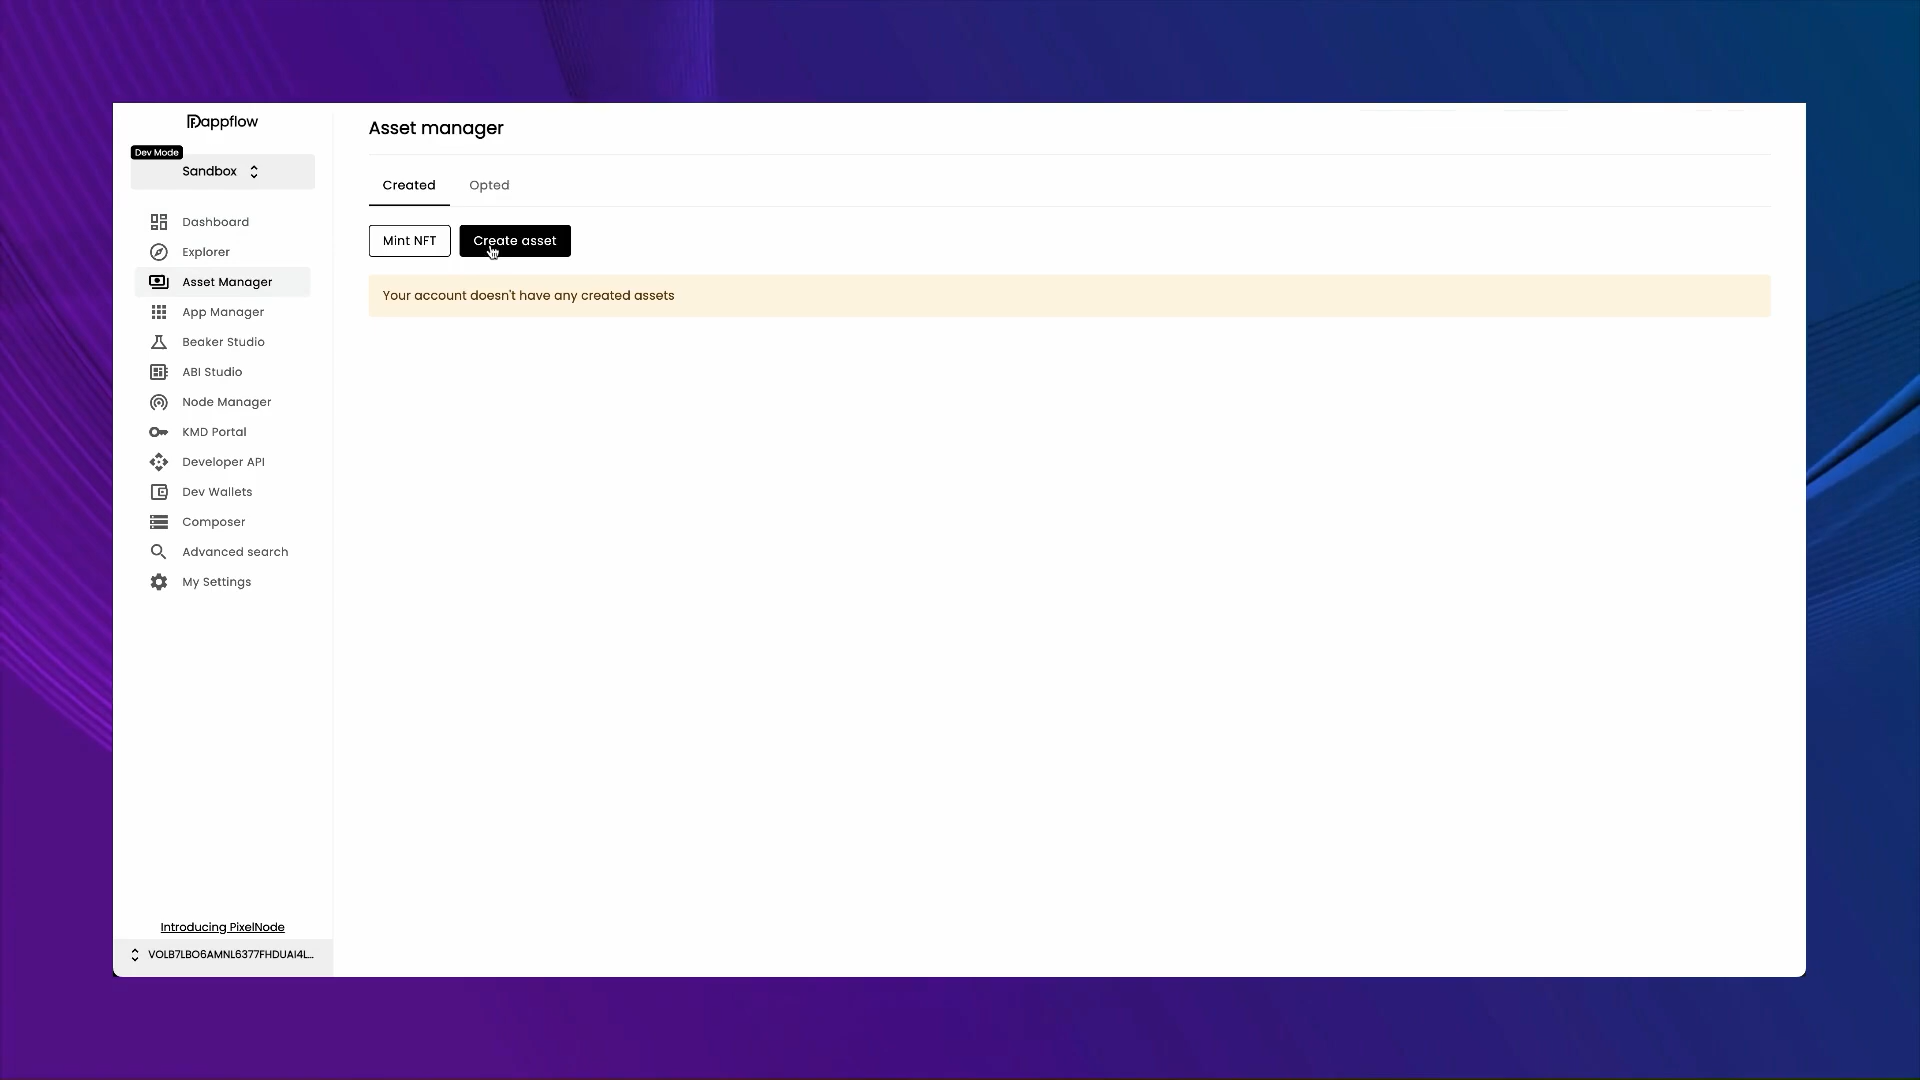 Dappflow
Dev Mode
Sandbox
Dashboard
Explorer
Asset Manager
App Manager
Beaker Studio
ABI Studio
Node Manager
KMD Portal
Developer API
Dev Wallets
Composer
Advanced search
My Settings
Introducing PixelNode
VOLB7LBO6AMNL6377FHDUAI4L...
Asset manager
Created Opted
Mint NFT Create asset
Your account doesn't have any created assets